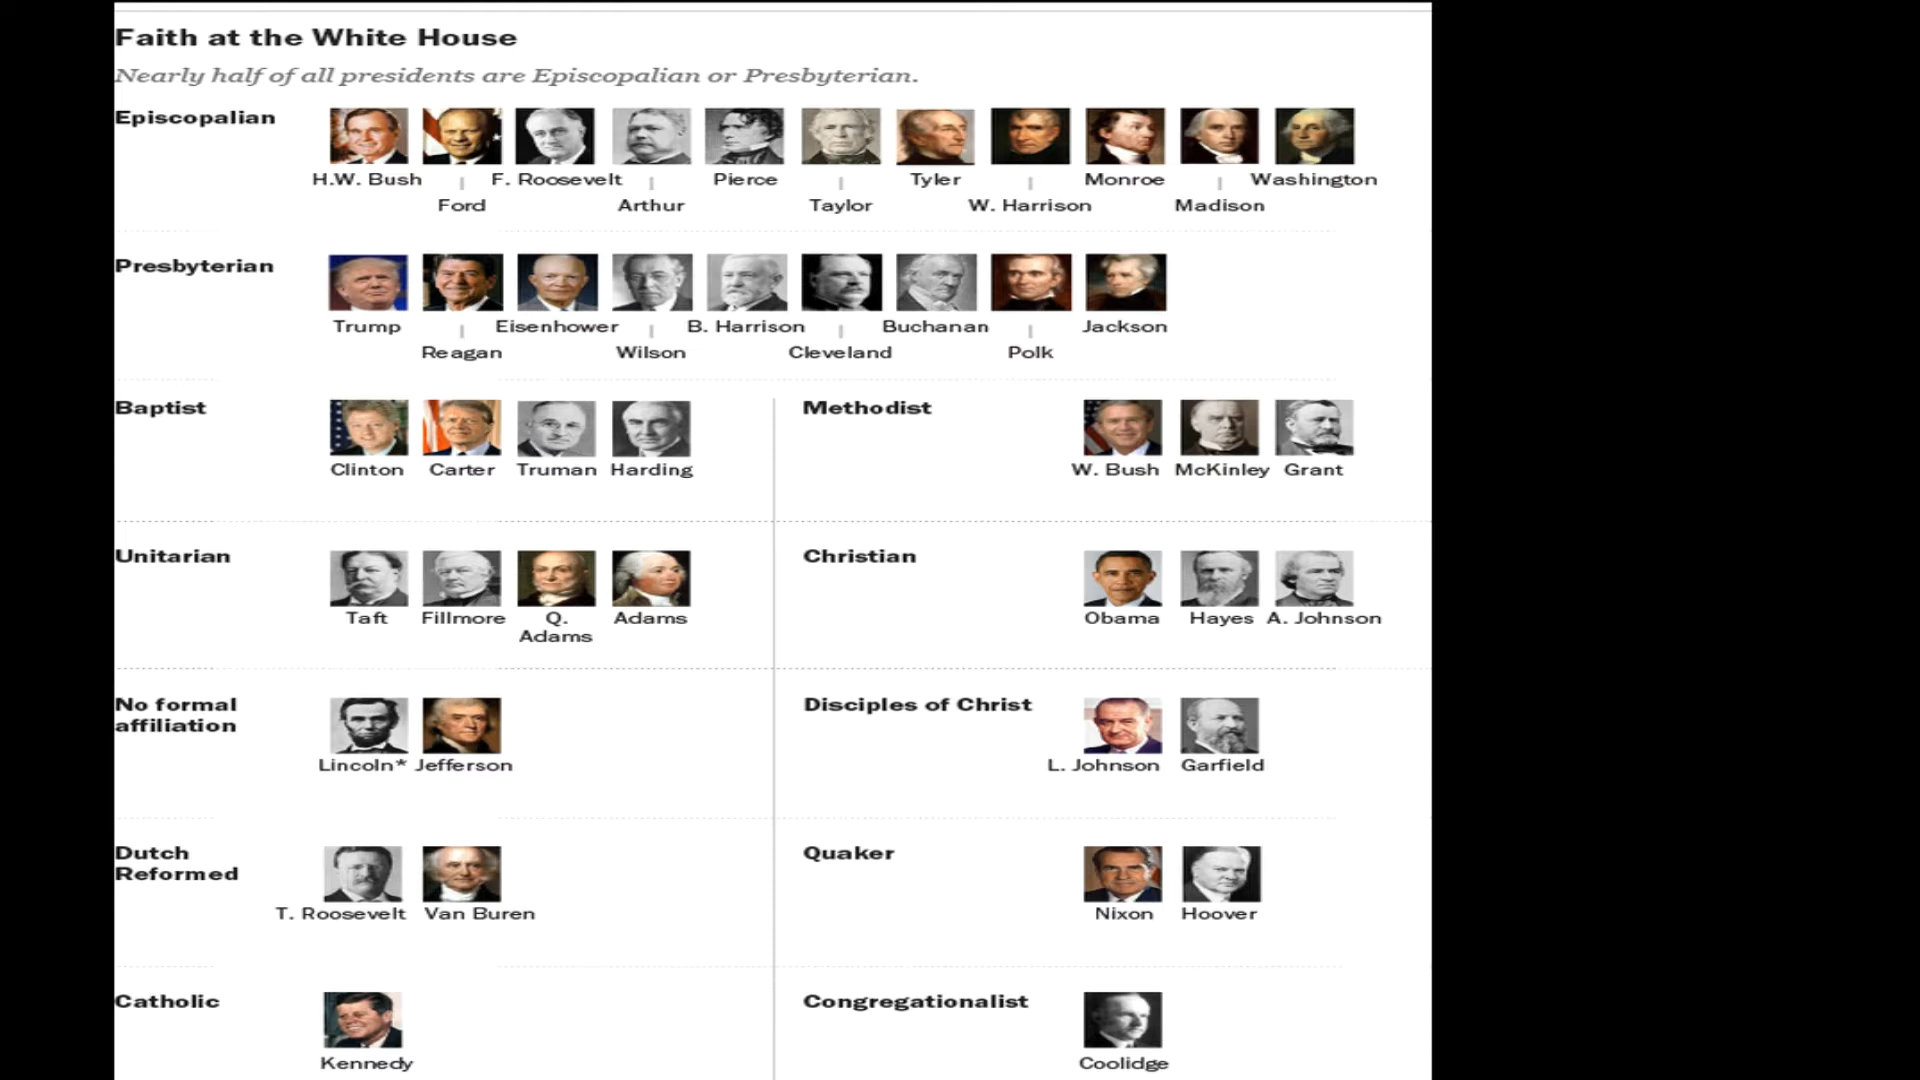 Faith at the White House
Nearly half of all presidents are Episcopalian or Presbyterian.
Episcopalian
H.W. Bush F. Roosevelt Pierce Tyler Monroe Washington
Ford Arthur Taylor W. Harrison Madison
Presbyterian
Trump Eisenhower B. Harrison Buchanan Jackson
Reagan Wilson Cleveland Polk
Baptist
Clinton Carter Truman Harding
Methodist
W. Bush McKinley Grant
Unitarian
Taft Fillmore Q. Adams
Adams
Christian
Obama Hayes A. Johnson
No formal
affiliation
Lincoln* Jefferson
Disciples of Christ
L. Johnson Garfield
Dutch
Reformed
T. Roosevelt Van Buren
Quaker
Nixon Hoover
Catholic
Kennedy
Congregationalist
Coolidge